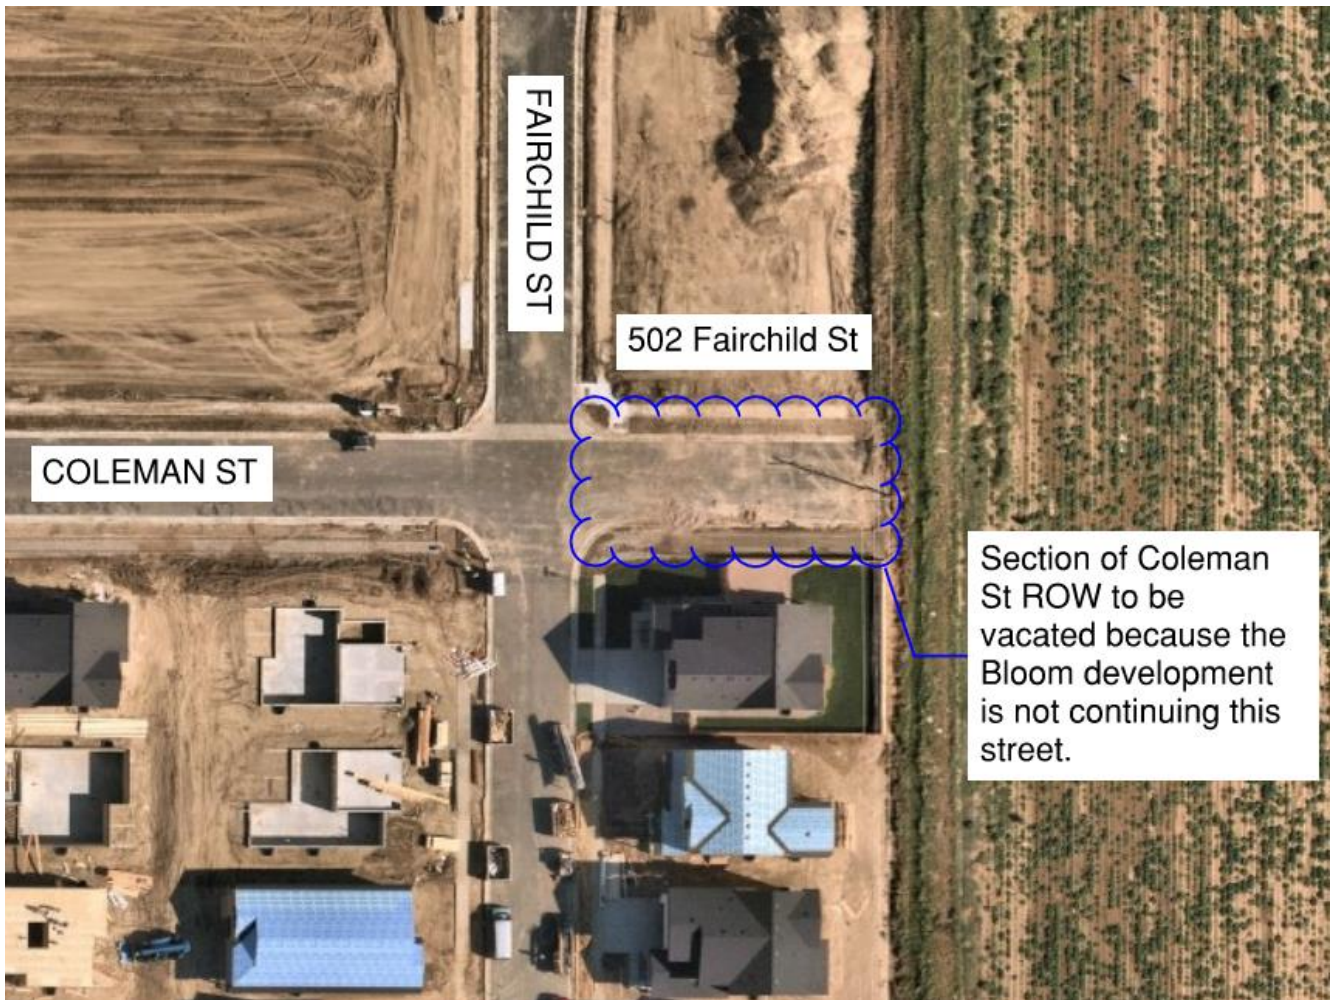 FAIRCHILD ST
502 Fairchild St
COLEMAN ST
Section of Coleman
St ROW to be
vacated because the
Bloom development
is not continuing this
street.